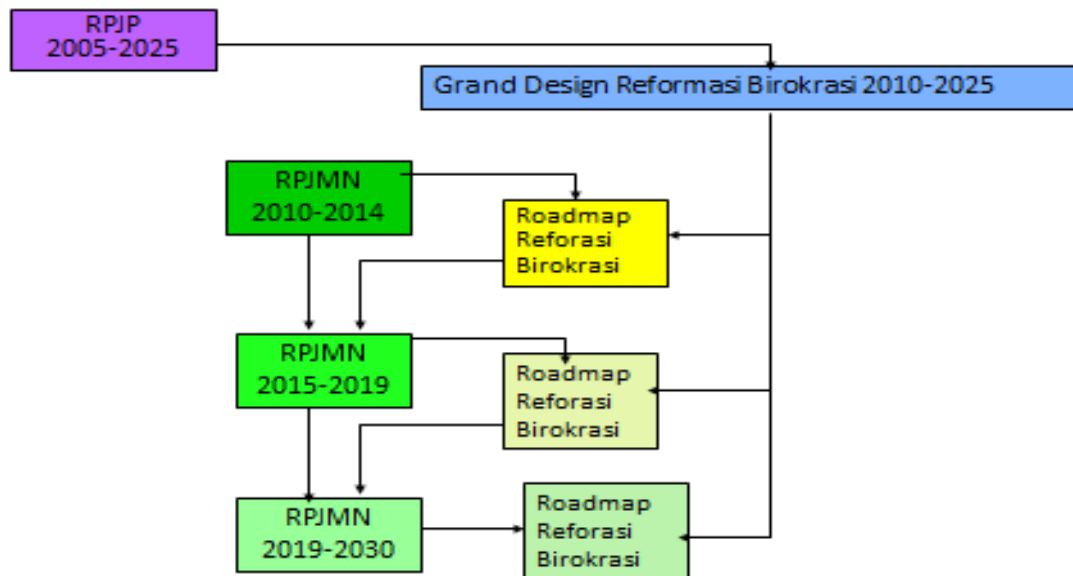 RPJP
2005-2025
Grand Design Reformasi Birokrasi 2010-2025
RPJMN
2010-2014
Roadmap
Reforasi
Birokrasi
RPJMN
2015-2019
Roadmap
Reforasi
Birokrasi
RPJMN
2019-2030
Roadmap
Reforasi
Birokrasi